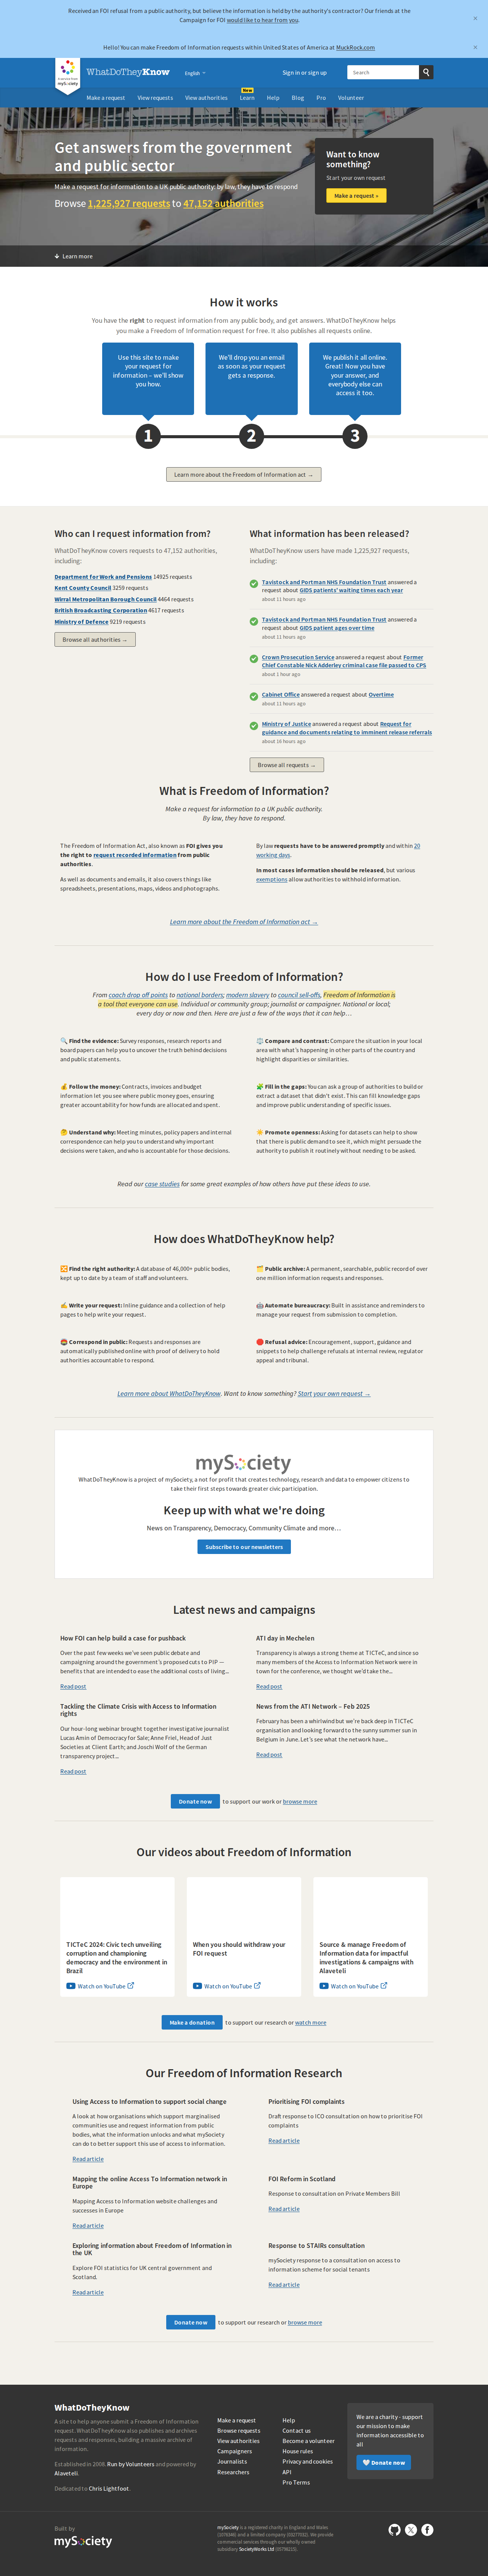 Received an FOI refusal from a public authority, but believe the information is held by the authority's contractor? Our friends at the
Campaign for FOI would like to hear from you.
×
Hello! You can make Freedom of Information requests within United States of America at MuckRock.com
×
mySociety
WhatDoTheyKnow
English
Sign in or sign up
Search
Make a request
View requests
View authorities
New
Learn
Help
Blog
Pro
Volunteer
Get answers from the government
and public sector
Make a request for information to a UK public authority: by law, they have to respond
Browse 1,225,927 requests to 47,152 authorities
Want to know
something?
Start your own request
Make a request »
Learn more
How it works
You have the right to request information from any public body, and get answers. WhatDoTheyKnow helps
you make a Freedom of Information request for free. It also publishes all requests online.
Use this site to make
your request for
information – we'll show
you how.
We'll drop you an email
as soon as your request
gets a response.
We publish it all online.
Great! Now you have
your answer, and
everybody else can
access it too.
1
2
3
Learn more about the Freedom of Information act →
Who can I request information from?
WhatDoTheyKnow covers requests to 47,152 authorities,
including:
Department for Work and Pensions 14925 requests
Kent County Council 3259 requests
Wirral Metropolitan Borough Council 4464 requests
British Broadcasting Corporation 4617 requests
Ministry of Defence 9219 requests
Browse all authorities →
What information has been released?
WhatDoTheyKnow users have made 1,225,927 requests,
including:
Tavistock and Portman NHS Foundation Trust answered a
request about GIDS patients' waiting times each year
about 11 hours ago
Tavistock and Portman NHS Foundation Trust answered a
request about GIDS patient ages over time
about 11 hours ago
Crown Prosecution Service answered a request about Former
Chief Constable Nick Adderley criminal case file passed to CPS
about 1 hour ago
Cabinet Office answered a request about Overtime
about 11 hours ago
Ministry of Justice answered a request about Request for
guidance and documents relating to imminent release referrals
about 16 hours ago
Browse all requests →
What is Freedom of Information?
Make a request for information to a UK public authority.
By law, they have to respond.
The Freedom of Information Act, also known as FOI gives you
the right to request recorded information from public
authorities.
As well as documents and emails, it also covers things like
spreadsheets, presentations, maps, videos and photographs.
By law requests have to be answered promptly and within 20
working days.
In most cases information should be released, but various
exemptions allow authorities to withhold information.
Learn more about the Freedom of Information act →
How do I use Freedom of Information?
From coach drop off points to national borders; modern slavery to council sell-offs, Freedom of Information is
a tool that everyone can use. Individual or community group; journalist or campaigner. National or local;
every day or now and then. Here are just a few of the ways that it can help…
🔍 Find the evidence: Survey responses, research reports and
board papers can help you to uncover the truth behind decisions
and public statements.
⚖️ Compare and contrast: Compare the situation in your local
area with what's happening in other parts of the country and
highlight disparities or similarities.
💰 Follow the money: Contracts, invoices and budget
information let you see where public money goes, ensuring
greater accountability for how funds are allocated and spent.
🧩 Fill in the gaps: You can ask a group of authorities to build or
extract a dataset that didn't exist. This can fill knowledge gaps
and improve public understanding of specific issues.
🤔 Understand why: Meeting minutes, policy papers and internal
correspondence can help you to understand why important
decisions were taken, and who is accountable for those decisions.
☀️ Promote openness: Asking for datasets can help to show
that there is public demand to see it, which might persuade the
authority to publish it routinely without needing to be asked.
Read our case studies for some great examples of how others have put these ideas to use.
How does WhatDoTheyKnow help?
🔀 Find the right authority: A database of 46,000+ public bodies,
kept up to date by a team of staff and volunteers.
🗂️ Public archive: A permanent, searchable, public record of over
one million information requests and responses.
✍️ Write your request: Inline guidance and a collection of help
pages to help write your request.
🤖 Automate bureaucracy: Built in assistance and reminders to
manage your request from submission to completion.
📮 Correspond in public: Requests and responses are
automatically published online with proof of delivery to hold
authorities accountable to respond.
🛑 Refusal advice: Encouragement, support, guidance and
snippets to help challenge refusals at internal review, regulator
appeal and tribunal.
Learn more about WhatDoTheyKnow. Want to know something? Start your own request →
mySociety
WhatDoTheyKnow is a project of mySociety, a not for profit that creates technology, research and data to empower citizens to
take their first steps towards greater civic participation.
Keep up with what we're doing
News on Transparency, Democracy, Community Climate and more…
Subscribe to our newsletters
Latest news and campaigns
How FOI can help build a case for pushback
Over the past few weeks we've seen public debate and
campaigning around the government's proposed cuts to PIP —
benefits that are intended to ease the additional costs of living...
Read post
ATI day in Mechelen
Transparency is always a strong theme at TICTeC, and since so
many members of the Access to Information Network were in
town for the conference, we thought we'd take the...
Read post
Tackling the Climate Crisis with Access to Information
rights
Our hour-long webinar brought together investigative journalist
Lucas Amin of Democracy for Sale; Anne Friel, Head of Just
Societies at Client Earth; and Joschi Wolf of the German
transparency project...
Read post
News from the ATI Network – Feb 2025
February has been a whirlwind but we're back deep in TICTeC
organisation and looking forward to the sunny summer sun in
Belgium in June. Let's see what the network have...
Read post
Donate now to support our work or browse more
Our videos about Freedom of Information
TICTeC 2024: Civic tech unveiling
corruption and championing
democracy and the environment in
Brazil
Watch on YouTube
When you should withdraw your
FOI request
Watch on YouTube
Source & manage Freedom of
Information data for impactful
investigations & campaigns with
Alaveteli
Watch on YouTube
Make a donation to support our research or watch more
Our Freedom of Information Research
Using Access to Information to support social change
A look at how organisations which support marginalised
communities use and request information from public
bodies, what the information unlocks and what mySociety
can do to better support this use of access to information.
Read article
Prioritising FOI complaints
Draft response to ICO consultation on how to prioritise FOI
complaints
Read article
Mapping the online Access To Information network in
Europe
Mapping Access to Information website challenges and
successes in Europe
Read article
FOI Reform in Scotland
Response to consultation on Private Members Bill
Read article
Exploring information about Freedom of Information in
the UK
Explore FOI statistics for UK central government and
Scotland.
Read article
Response to STAIRs consultation
mySociety response to a consultation on access to
information scheme for social tenants
Read article
Donate now to support our research or browse more
WhatDoTheyKnow
A site to help anyone submit a Freedom of Information
request. WhatDoTheyKnow also publishes and archives
requests and responses, building a massive archive of
information.
Established in 2008. Run by Volunteers and powered by
Alaveteli.
Dedicated to Chris Lightfoot.
Make a request
Browse requests
View authorities
Campaigners
Journalists
Researchers
Help
Contact us
Become a volunteer
House rules
Privacy and cookies
API
Pro Terms
We are a charity - support
our mission to make
information accessible to
all
🤍 Donate now
Built by
mySociety
mySociety is a registered charity in England and Wales
(1076346) and a limited company (03277032). We provide
commercial services through our wholly owned
subsidiary SocietyWorks Ltd (05798215).